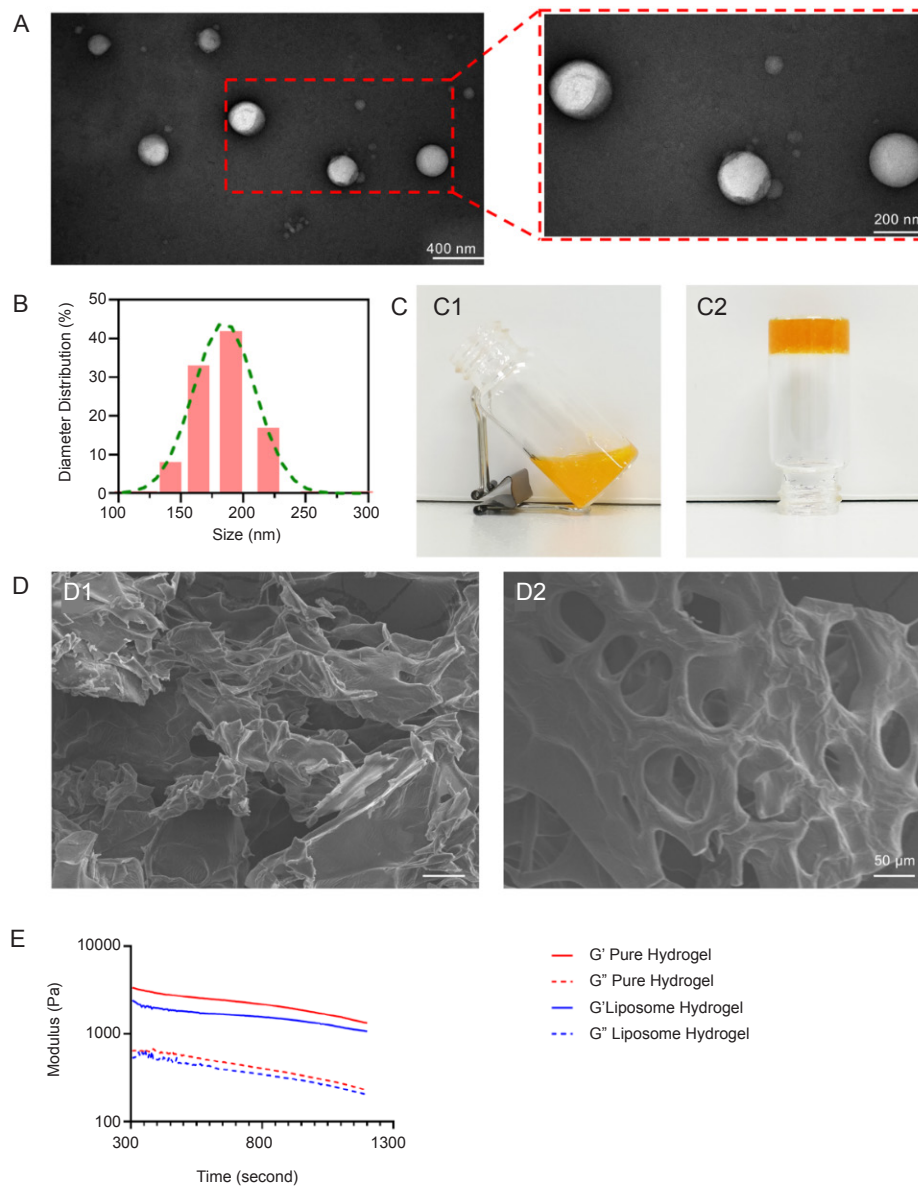 A
400 nm
200 nm
B
Diameter Distribution (%)
50
40
30
20
10
0
100
150
200
250
300
Size (nm)
C
C1
C2
D
D1
D2
50 µm
E
Modulus (Pa)
10000
1000
100
300
800
1300
Time (second)
G’ Pure Hydrogel
G” Pure Hydrogel
G’Liposome Hydrogel
G” Liposome Hydrogel